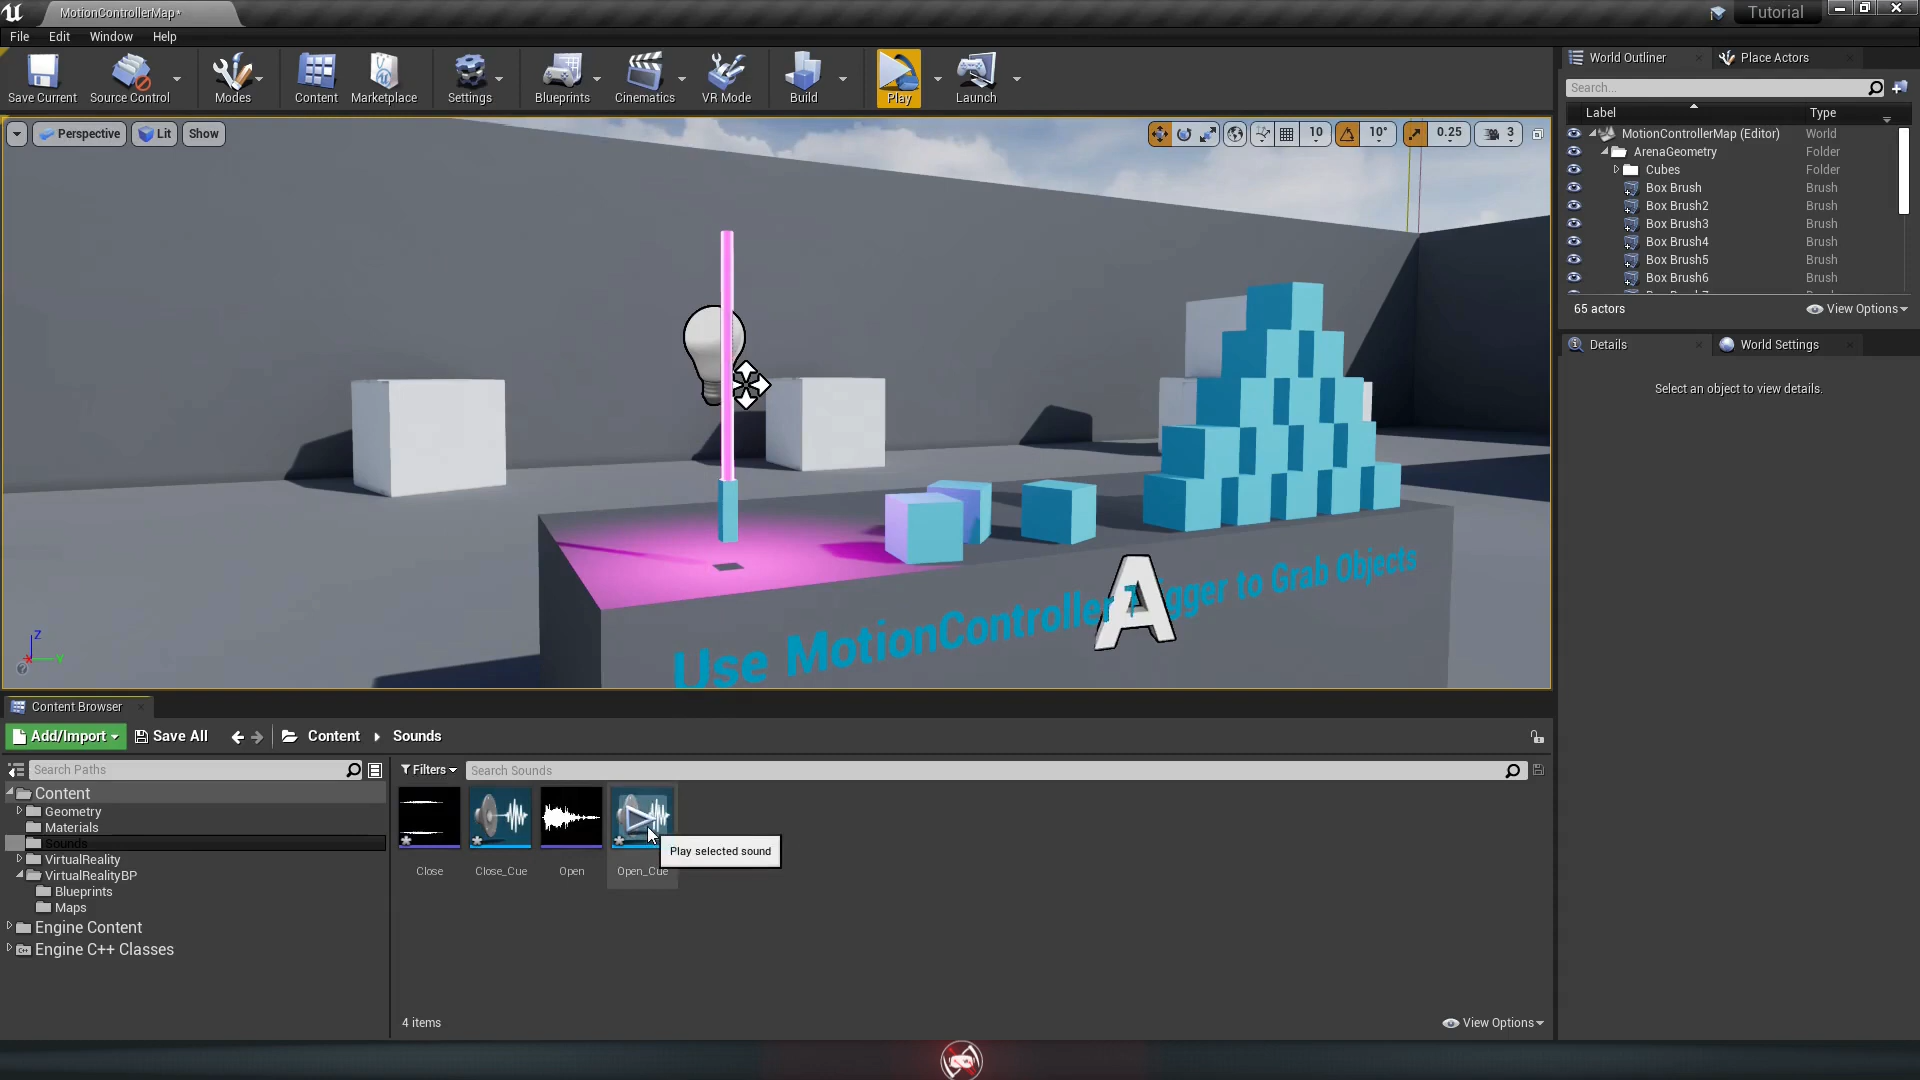 MotionControllerMap*
Tutorial
File Edit Window Help
Save Current Source Control Modes Content Marketplace Settings Blueprints Cinematics VR Mode Build Play Launch
Perspective Lit Show
10 10° 0.25 3
Use MotionController Trigger to Grab Objects
A
Z
Y
X
World Outliner Place Actors
Search...
Label Type
MotionControllerMap (Editor) World
ArenaGeometry Folder
Cubes Folder
Box Brush Brush
Box Brush2 Brush
Box Brush3 Brush
Box Brush4 Brush
Box Brush5 Brush
Box Brush6 Brush
65 actors View Options
Details World Settings
Select an object to view details.
Content Browser
Add/Import Save All Content Sounds
Search Paths
Filters Search Sounds
Content
Geometry
Materials
Sounds
VirtualReality
VirtualRealityBP
Blueprints
Maps
Engine Content
Engine C++ Classes
Close Close_Cue Open Open_Cue
Play selected sound
4 items View Options